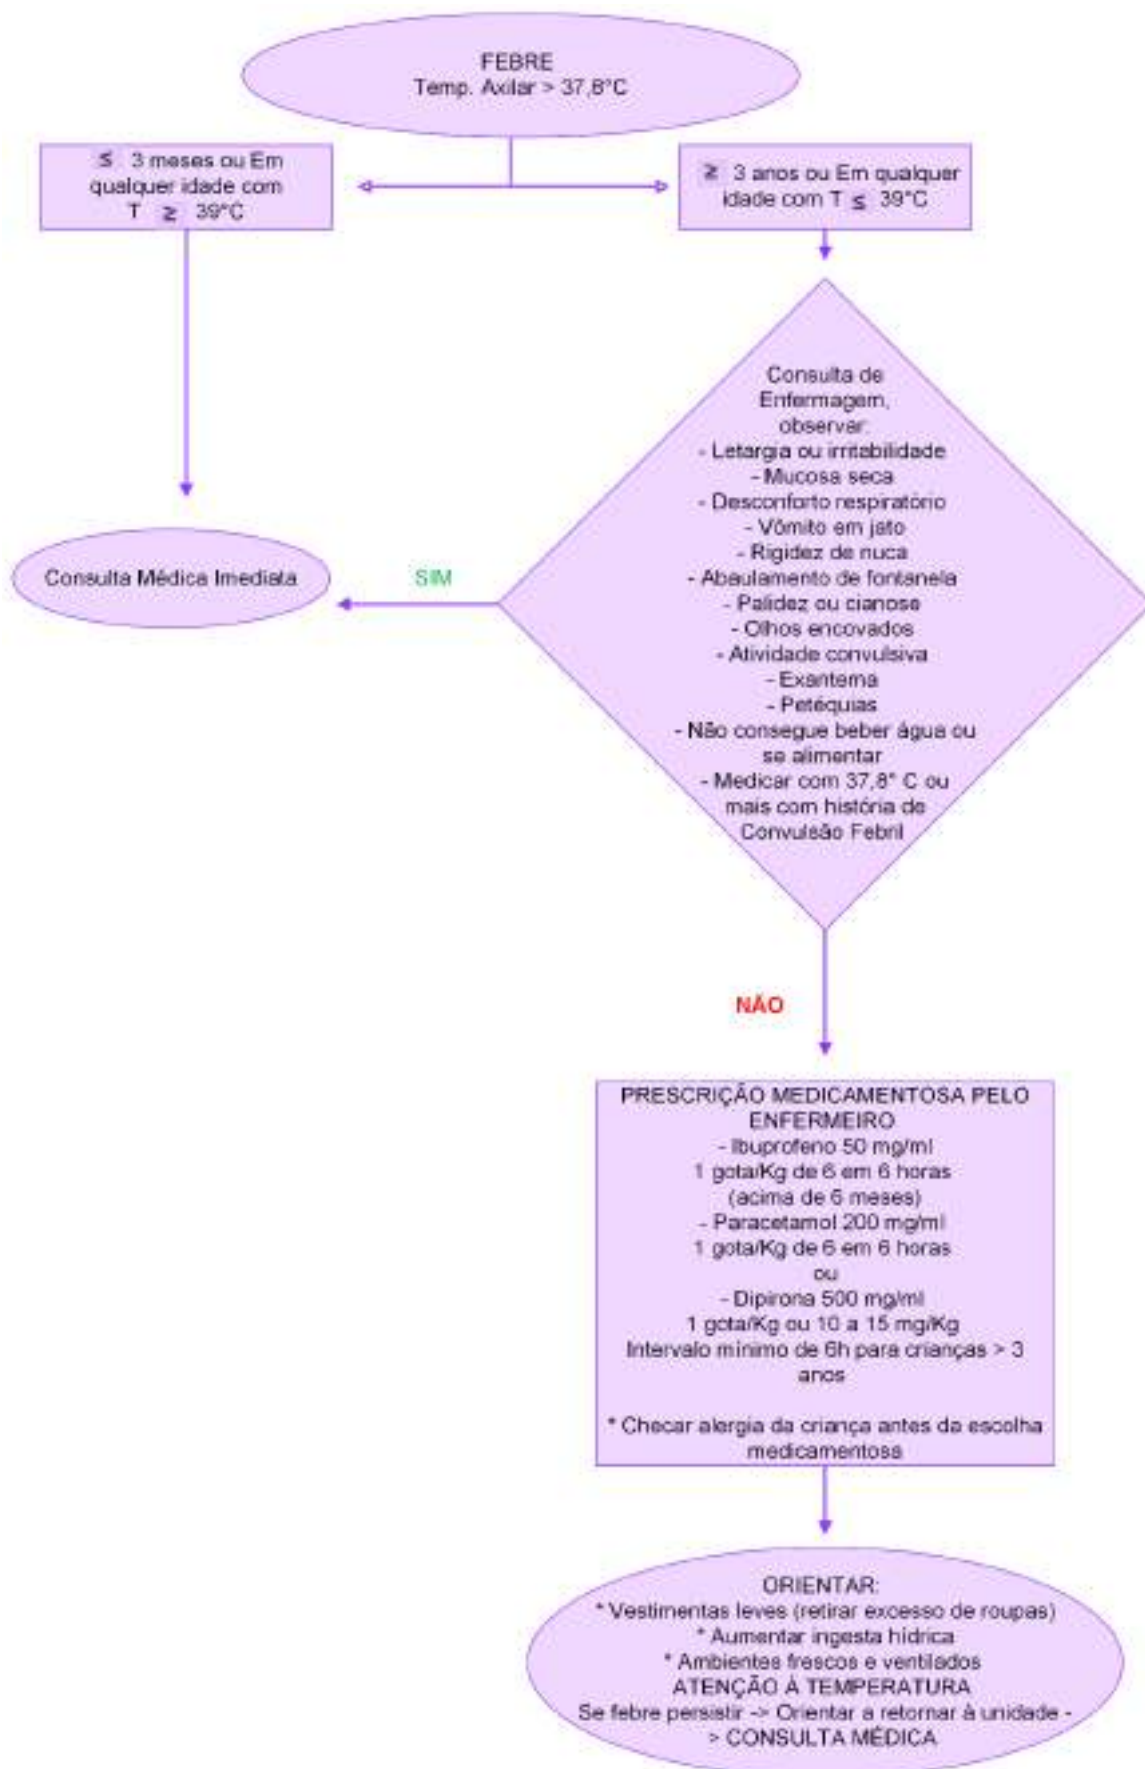 FEBRE
Temp. Axilar > 37,8°C
≤ 3 meses ou Em
qualquer idade com
T ≥ 39°C
≥ 3 anos ou Em qualquer
idade com T ≤ 39°C
Consulta de
Enfermagem,
observar:
- Letargia ou irritabilidade
- Mucosa seca
- Desconforto respiratório
- Vômito em jato
- Rigidez de nuca
- Abaulamento de fontanela
- Palidez ou cianose
- Olhos encovados
- Atividade convulsiva
- Exantema
- Petéquias
- Não consegue beber água ou
se alimentar
- Medicar com 37,8° C ou
mais com história de
Convulsão Febril
SIM
Consulta Médica Imediata
NÃO
PRESCRIÇÃO MEDICAMENTOSA PELO
ENFERMEIRO
- Ibuprofeno 50 mg/ml
1 gota/Kg de 6 em 6 horas
(acima de 6 meses)
- Paracetamol 200 mg/ml
1 gota/Kg de 6 em 6 horas
ou
- Dipirona 500 mg/ml
1 gota/Kg ou 10 a 15 mg/Kg
Intervalo mínimo de 6h para crianças > 3
anos
* Checar alergia da criança antes da escolha
medicamentosa
ORIENTAR:
* Vestimentas leves (retirar excesso de roupas)
* Aumentar ingesta hídrica
* Ambientes frescos e ventilados
ATENÇÃO À TEMPERATURA
Se febre persistir -> Orientar a retornar à unidade -
> CONSULTA MÉDICA